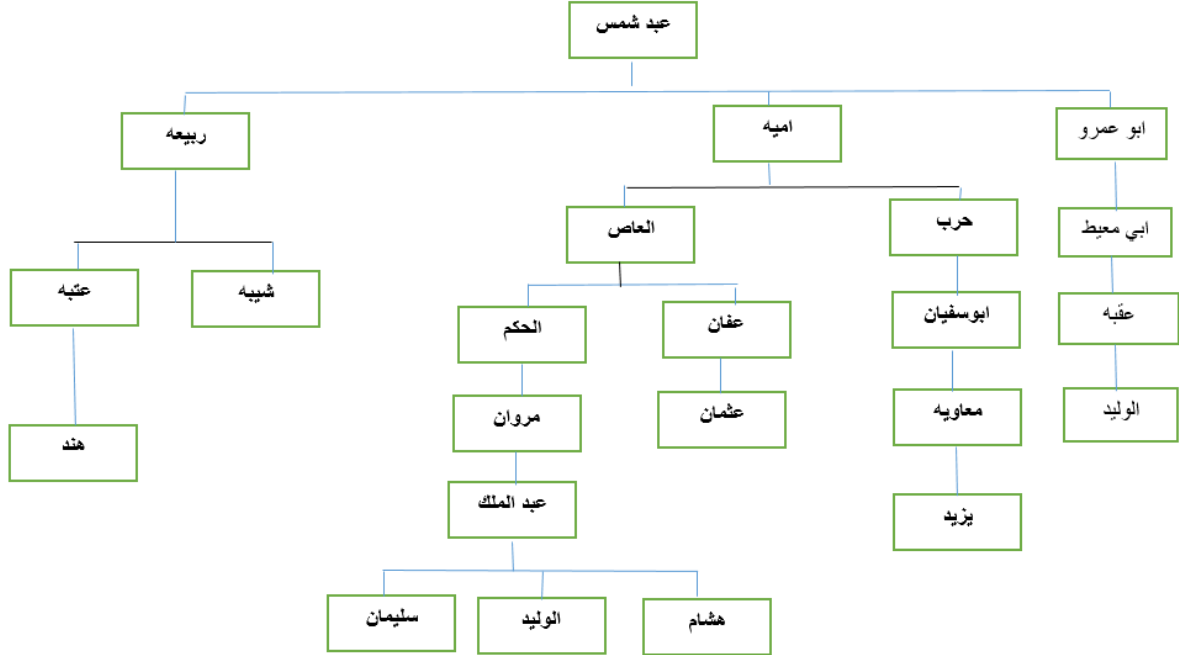 عبد شمس
ابو عمرو
اميه
ربيعه
ابي معيط
حرب
العاص
شيبه
عتبه
عقبه
ابوسفيان
عفان
الحكم
الوليد
معاويه
عثمان
مروان
هند
يزيد
عبد الملك
هشام
الوليد
سليمان